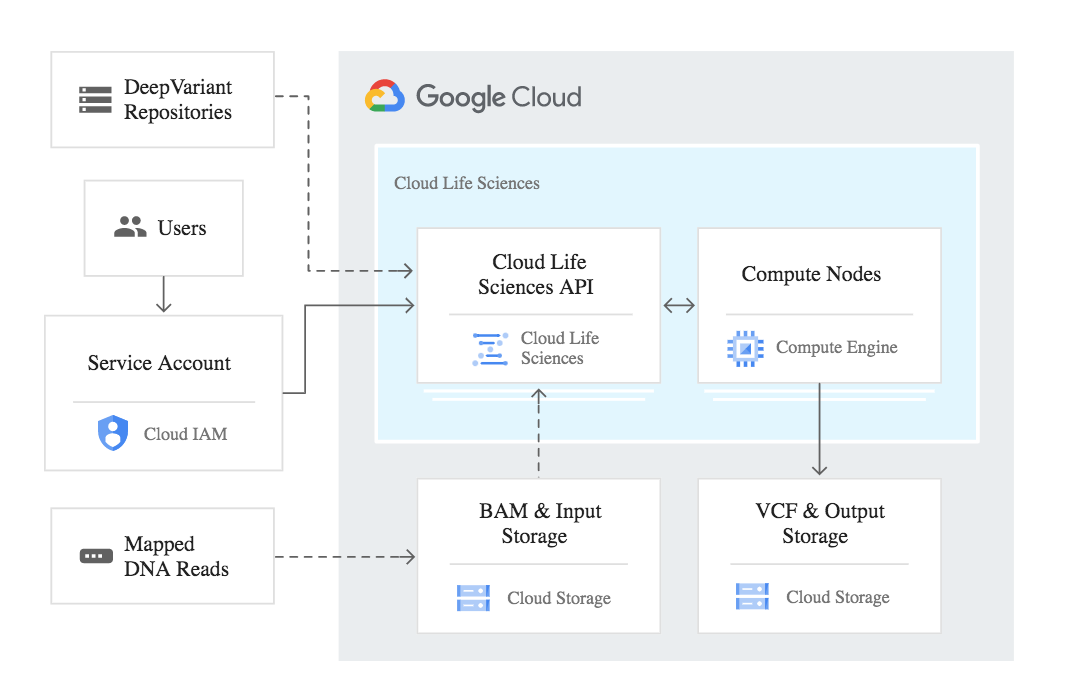 DeepVariant
Repositories
Google Cloud
Users
Cloud Life Sciences
Cloud Life
Sciences API
Cloud Life
Sciences
Compute Nodes
Compute Engine
Service Account
Cloud IAM
Mapped
DNA Reads
BAM & Input
Storage
Cloud Storage
VCF & Output
Storage
Cloud Storage